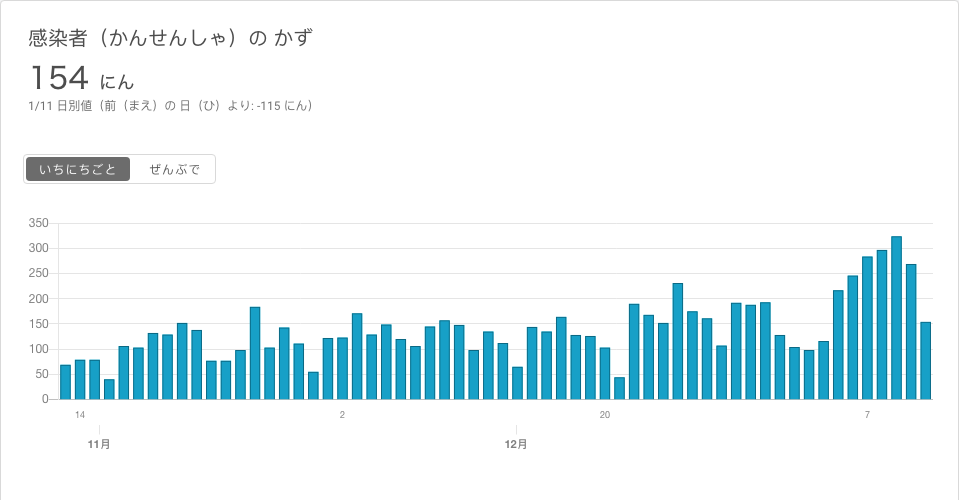 感染者（かんせんしゃ）の かず
154 にん
1/11 日別値（前（まえ）の 日（ひ）より: -115 にん）
いちにちごと ぜんぶで
350
300
250
200
150
100
50
0
14 2 20 7
11月 12月